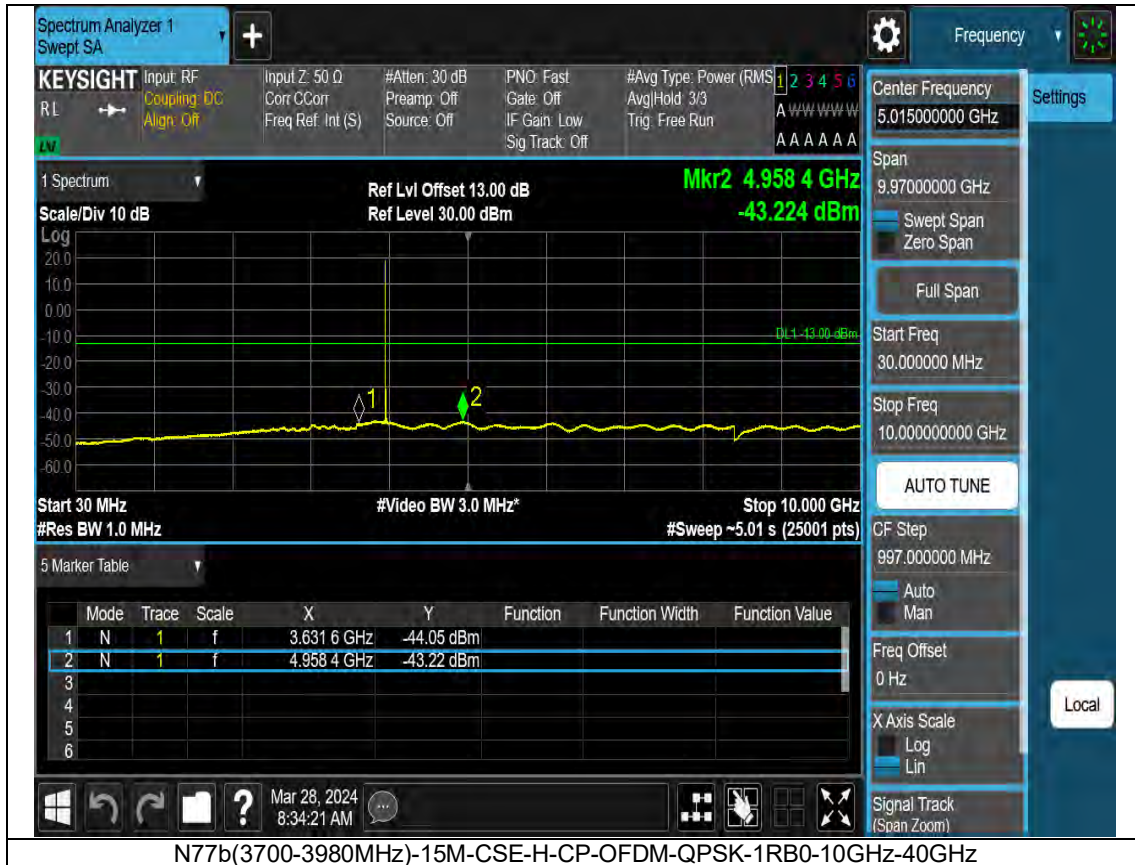 Spectrum Analyzer 1
Swept SA
Frequency
KEYSIGHT
RL
Input: RF
Coupling: DC
Align: Off
Input Z: 50 Ω
Corr CCorr
Freq Ref: Int (S)
#Atten: 30 dB
Preamp: Off
Source: Off
PNO: Fast
Gate: Off
IF Gain: Low
Sig Track: Off
#Avg Type: Power (RMS
Avg|Hold: 3/3
Trig: Free Run
1 2 3 4 5 6
A W W W W W
A A A A A A
1 Spectrum
Scale/Div 10 dB
Ref Lvl Offset 13.00 dB
Ref Level 30.00 dBm
Mkr2 4.958 4 GHz
-43.224 dBm
Log
20.0
10.0
0.00
-10.0
-20.0
-30.0
-40.0
-50.0
-60.0
DL1 -13.00 dBm
1
2
Start 30 MHz
#Video BW 3.0 MHz*
Stop 10.000 GHz
#Res BW 1.0 MHz
#Sweep ~5.01 s (25001 pts)
5 Marker Table
Mode Trace Scale X Y Function Function Width Function Value
1 N 1 f 3.631 6 GHz -44.05 dBm
2 N 1 f 4.958 4 GHz -43.22 dBm
3
4
5
6
Mar 28, 2024
8:34:21 AM
Center Frequency
5.015000000 GHz
Settings
Span
9.97000000 GHz
Swept Span
Zero Span
Full Span
Start Freq
30.000000 MHz
Stop Freq
10.000000000 GHz
AUTO TUNE
CF Step
997.000000 MHz
Auto
Man
Freq Offset
0 Hz
X Axis Scale
Log
Lin
Local
Signal Track
(Span Zoom)
N77b(3700-3980MHz)-15M-CSE-H-CP-OFDM-QPSK-1RB0-10GHz-40GHz